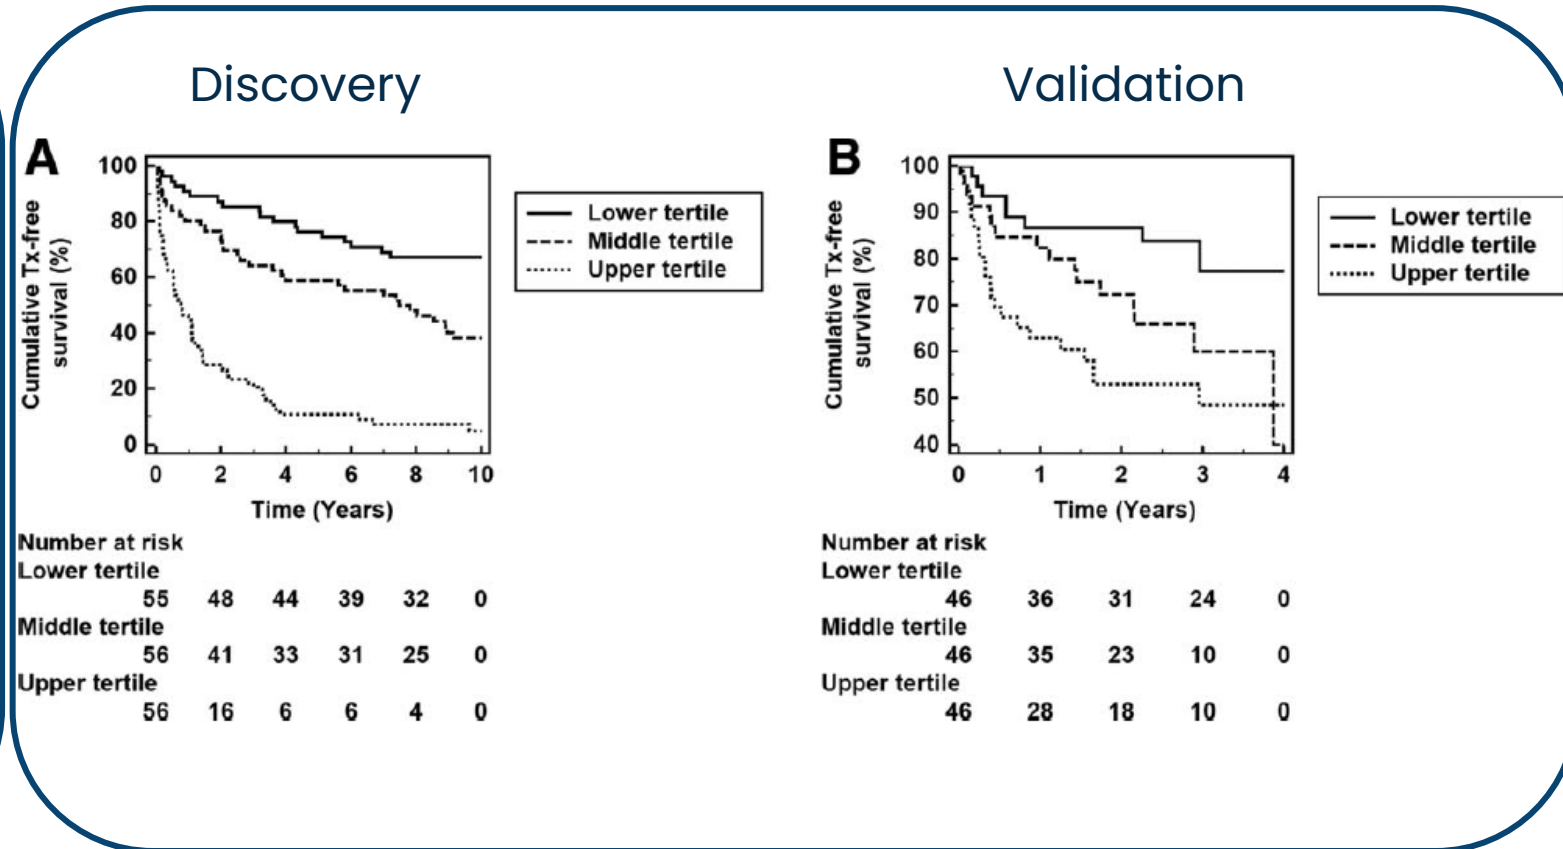 Discovery
A
100
80
60
40
20
0
Cumulative Tx-free
survival (%)
0 2 4 6 8 10
Time (Years)
Lower tertile
Middle tertile
Upper tertile
Number at risk
Lower tertile
55 48 44 39 32 0
Middle tertile
56 41 33 31 25 0
Upper tertile
56 16 6 6 4 0
Validation
B
100
90
80
70
60
50
40
Cumulative Tx-free
survival (%)
0 1 2 3 4
Time (Years)
Lower tertile
Middle tertile
Upper tertile
Number at risk
Lower tertile
46 36 31 24 0
Middle tertile
46 35 23 10 0
Upper tertile
46 28 18 10 0